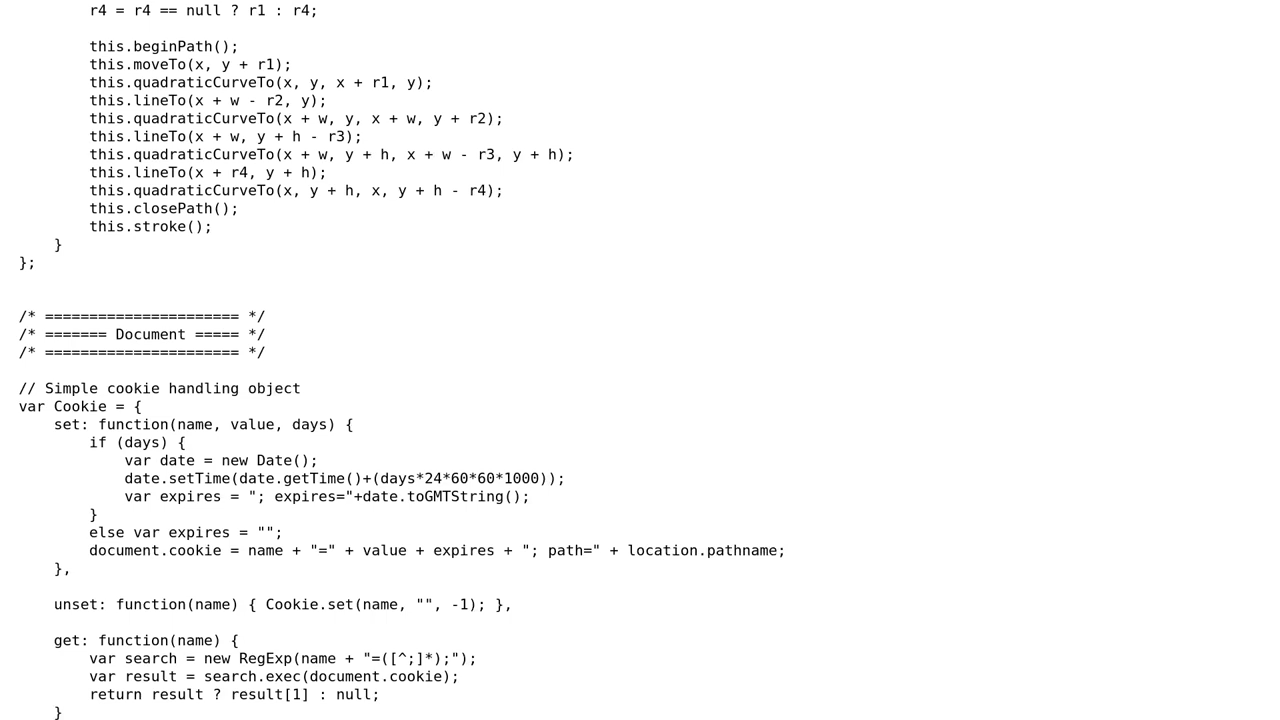 r4 = r4 == null ? r1 : r4;

        this.beginPath();
        this.moveTo(x, y + r1);
        this.quadraticCurveTo(x, y, x + r1, y);
        this.lineTo(x + w - r2, y);
        this.quadraticCurveTo(x + w, y, x + w, y + r2);
        this.lineTo(x + w, y + h - r3);
        this.quadraticCurveTo(x + w, y + h, x + w - r3, y + h);
        this.lineTo(x + r4, y + h);
        this.quadraticCurveTo(x, y + h, x, y + h - r4);
        this.closePath();
        this.stroke();
    }
};


/* ====================== */
/* ======= Document ===== */
/* ====================== */

// Simple cookie handling object
var Cookie = {
    set: function(name, value, days) {
        if (days) {
            var date = new Date();
            date.setTime(date.getTime()+(days*24*60*60*1000));
            var expires = "; expires="+date.toGMTString();
        }
        else var expires = "";
        document.cookie = name + "=" + value + expires + "; path=" + location.pathname;
    },

    unset: function(name) { Cookie.set(name, "", -1); },

    get: function(name) {
        var search = new RegExp(name + "=([^;]*);");
        var result = search.exec(document.cookie);
        return result ? result[1] : null;
    }